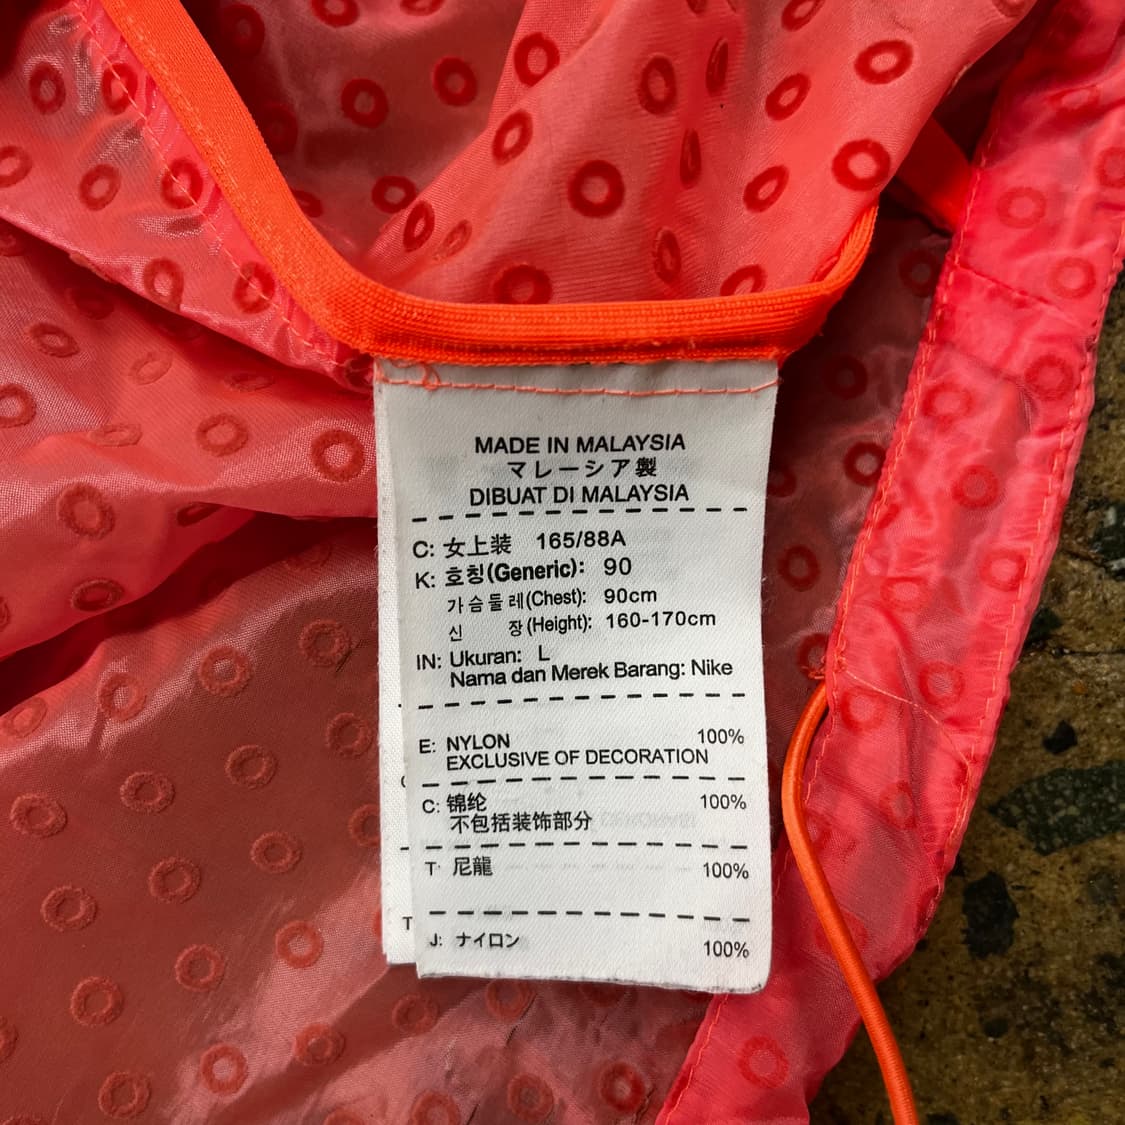 MADE IN MALAYSIA
マレーシア製
DIBUAT DI MALAYSIA
C: 女上装 165/88A
K: 호칭(Generic): 90
가슴둘레(Chest): 90cm
신 장(Height): 160-170cm
IN: Ukuran: L
Nama dan Merek Barang: Nike
E: NYLON 100%
EXCLUSIVE OF DECORATION
C: 锦纶 100%
不包括装饰部分
T: 尼龍 100%
T
J: ナイロン 100%